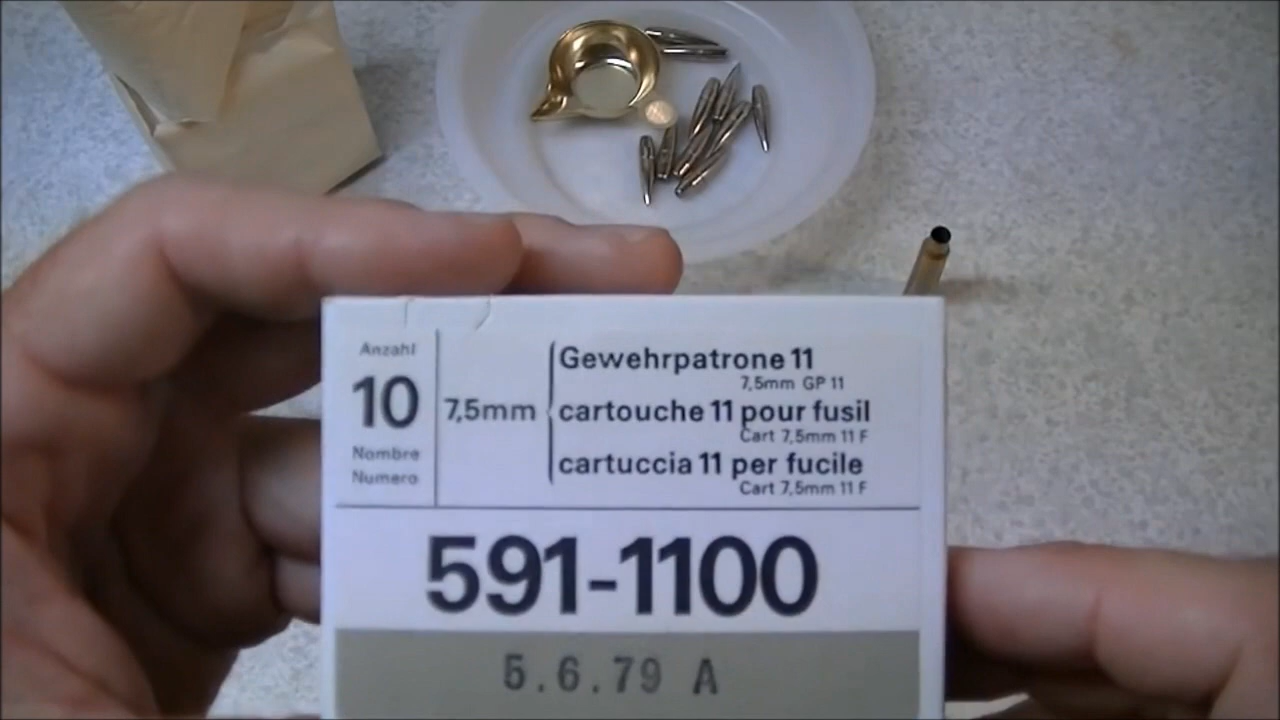 Anzahl
10
Nombre
Numero
7,5mm
Gewehrpatrone 11
7,5mm GP 11
cartouche 11 pour fusil
Cart 7,5mm 11 F
cartuccia 11 per fucile
Cart 7,5mm 11 F
591-1100
5.6.79 A